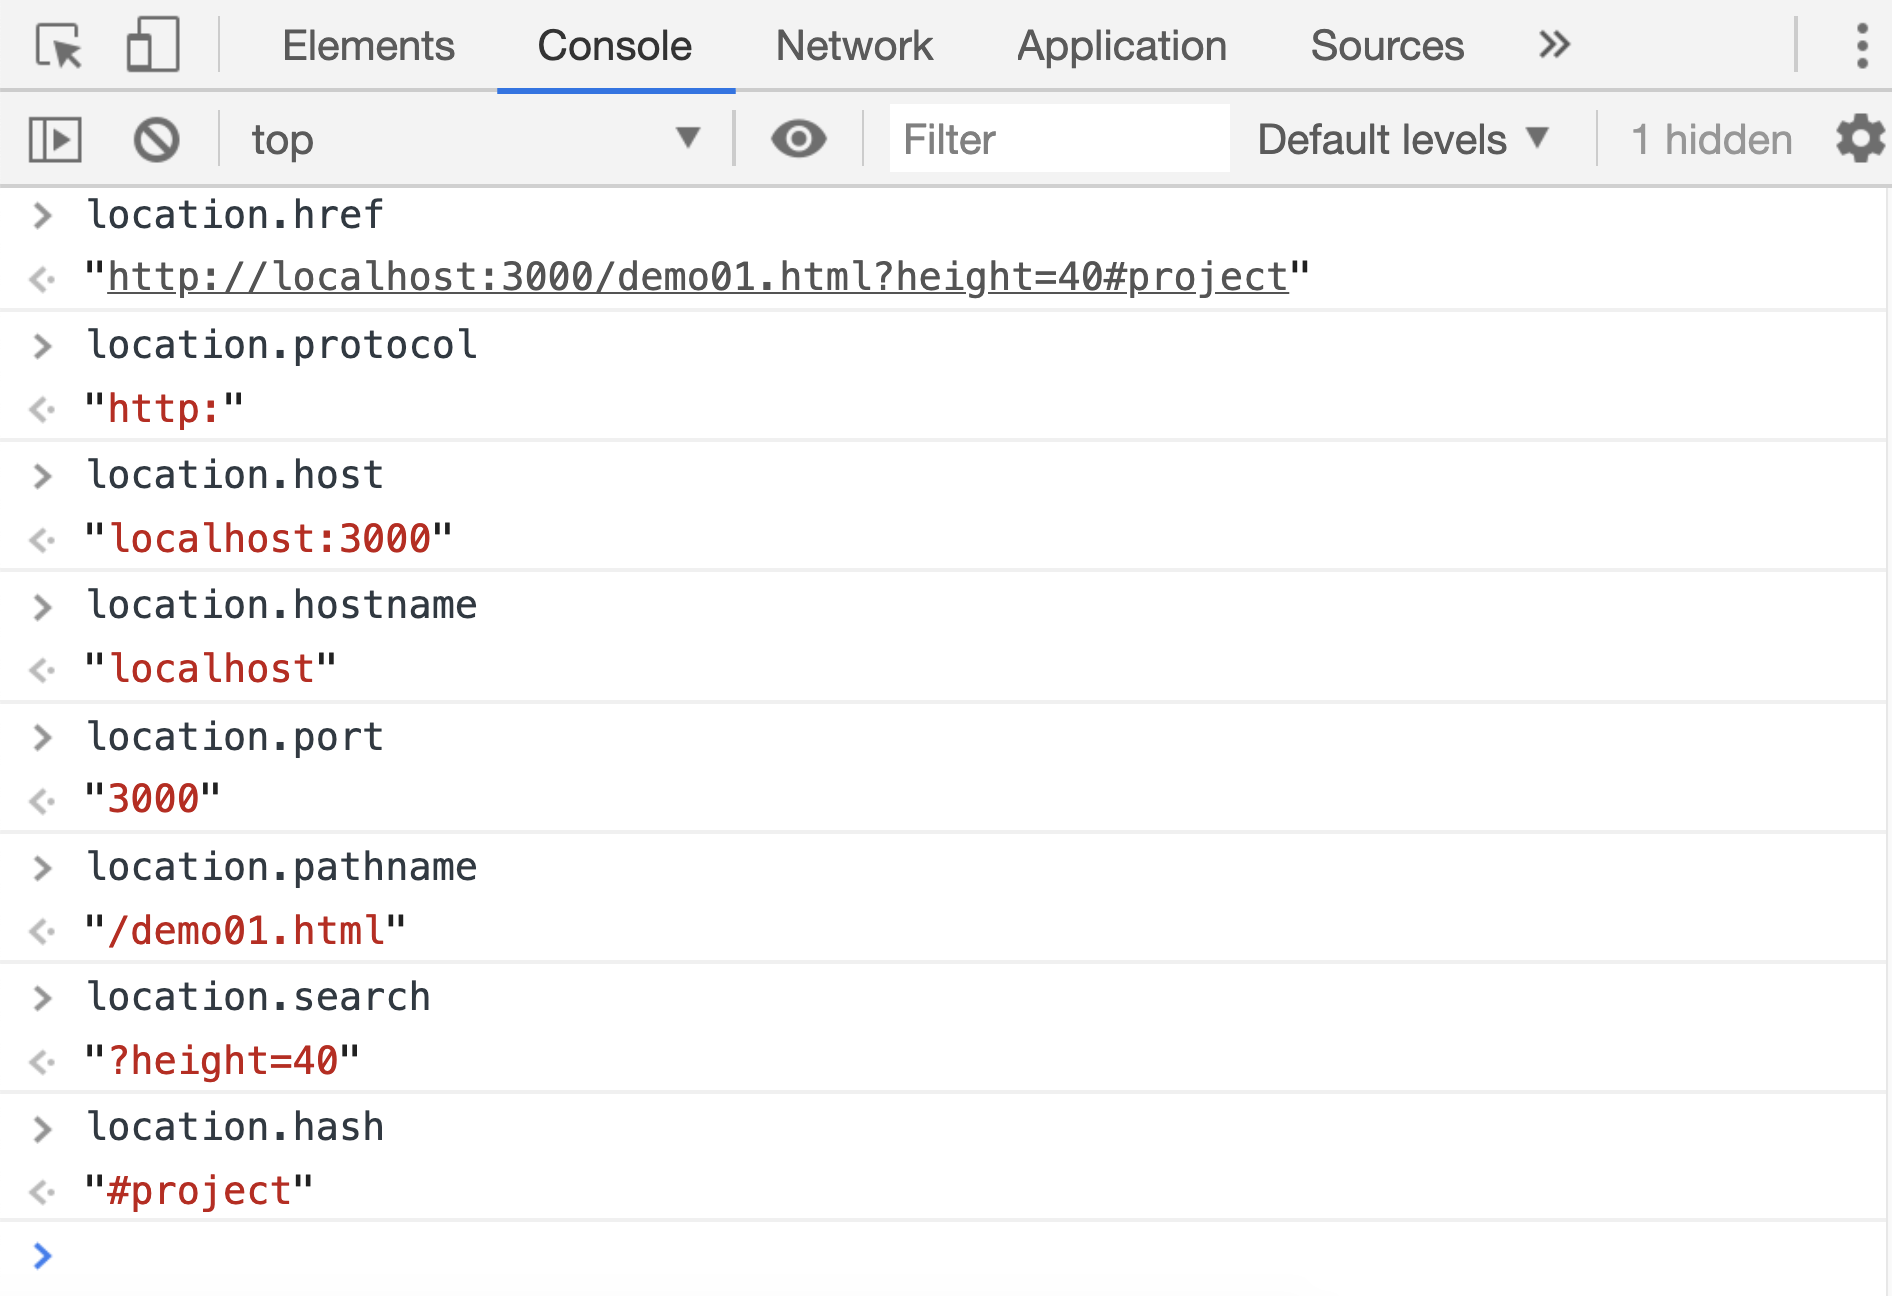 Elements Console Network Application Sources
top Filter Default levels 1 hidden
location.href
"http://localhost:3000/demo01.html?height=40#project"
location.protocol
"http:"
location.host
"localhost:3000"
location.hostname
"localhost"
location.port
"3000"
location.pathname
"/demo01.html"
location.search
"?height=40"
location.hash
"#project"